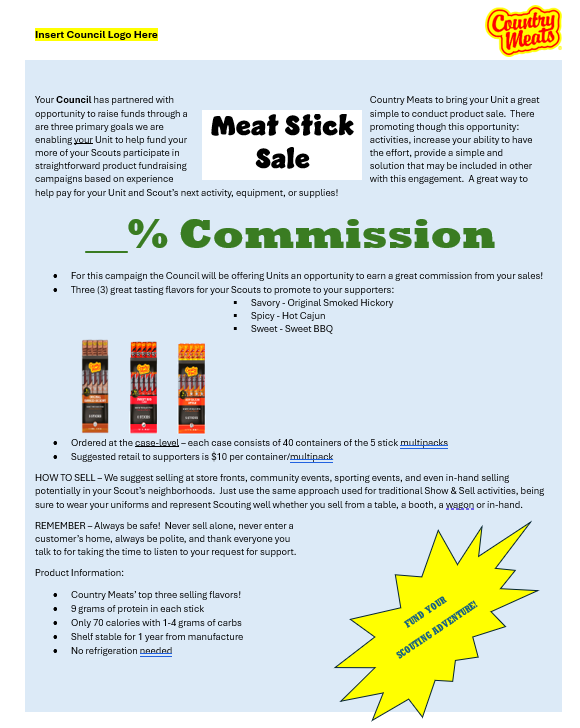 Insert Council Logo Here
Country
Meats
Your Council has partnered with Country Meats to bring your Unit a great
opportunity to raise funds through a simple to conduct product sale.  There
are three primary goals we are promoting though this opportunity:
enabling your Unit to help fund your activities, increase your ability to have
more of your Scouts participate in the effort, provide a simple and
straightforward product fundraising solution that may be included in other
campaigns based on experience with this engagement.  A great way to
help pay for your Unit and Scout's next activity, equipment, or supplies!
Meat Stick
Sale
___% Commission
• For this campaign the Council will be offering Units an opportunity to earn a great commission from your sales!
• Three (3) great tasting flavors for your Scouts to promote to your supporters:
▪ Savory - Original Smoked Hickory
▪ Spicy - Hot Cajun
▪ Sweet - Sweet BBQ
• Ordered at the case-level – each case consists of 40 containers of the 5 stick multipacks
• Suggested retail to supporters is $10 per container/multipack
HOW TO SELL – We suggest selling at store fronts, community events, sporting events, and even in-hand selling
potentially in your Scout's neighborhoods.  Just use the same approach used for traditional Show & Sell activities, being
sure to wear your uniforms and represent Scouting well whether you sell from a table, a booth, a wagon or in-hand.
REMEMBER – Always be safe!  Never sell alone, never enter a
customer's home, always be polite, and thank everyone you
talk to for taking the time to listen to your request for support.
Product Information:
• Country Meats' top three selling flavors!
• 9 grams of protein in each stick
• Only 70 calories with 1-4 grams of carbs
• Shelf stable for 1 year from manufacture
• No refrigeration needed
FUND YOUR
SCOUTING ADVENTURE!